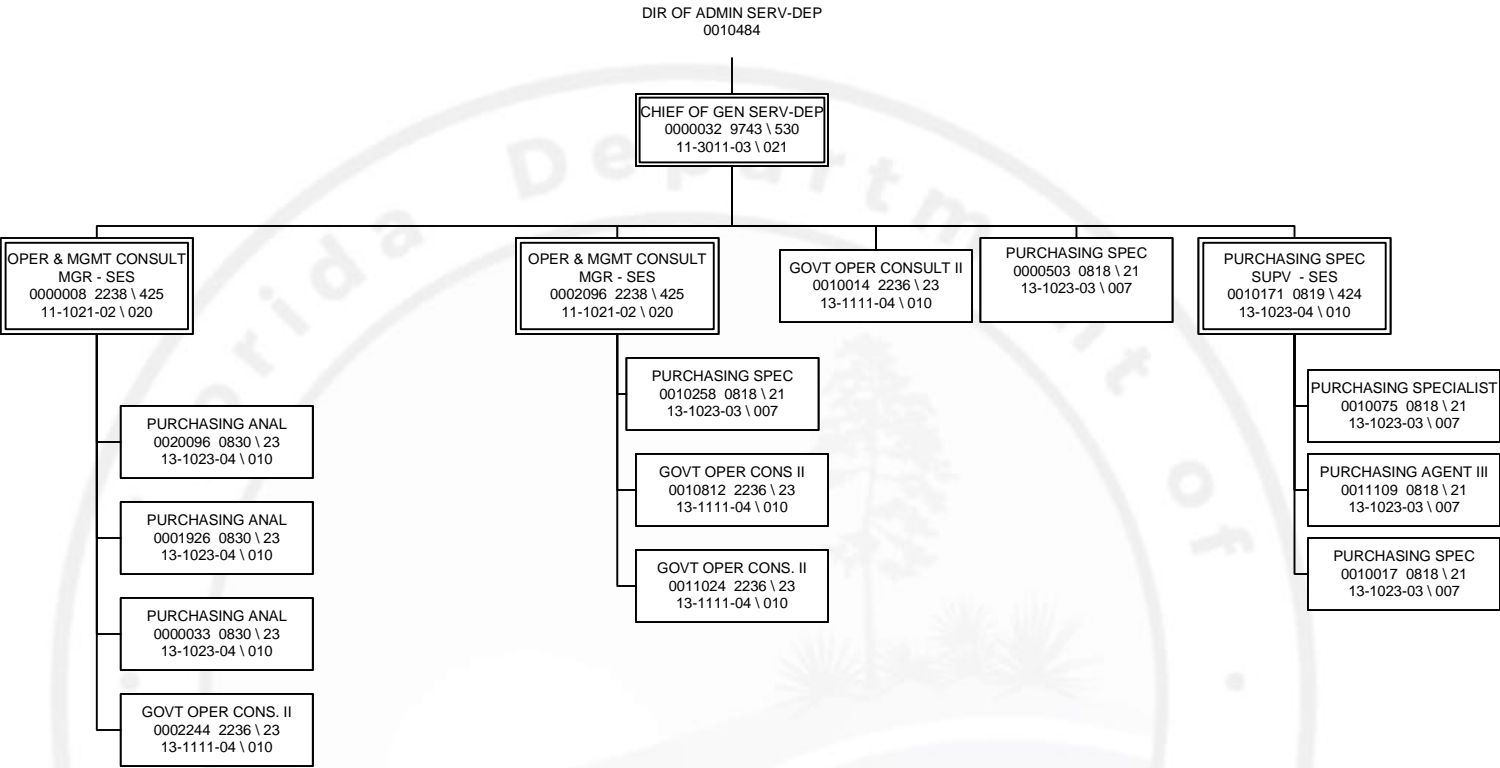 DIR OF ADMIN SERV-DEP
0010484
CHIEF OF GEN SERV-DEP
0000032 9743 \ 530
11-3011-03 \ 021
OPER & MGMT CONSULT
MGR - SES
0000008 2238 \ 425
11-1021-02 \ 020
OPER & MGMT CONSULT
MGR - SES
0002096 2238 \ 425
11-1021-02 \ 020
GOVT OPER CONSULT II
0010014 2236 \ 23
13-1111-04 \ 010
PURCHASING SPEC
0000503 0818 \ 21
13-1023-03 \ 007
PURCHASING SPEC
SUPV - SES
0010171 0819 \ 424
13-1023-04 \ 010
PURCHASING ANAL
0020096 0830 \ 23
13-1023-04 \ 010
PURCHASING ANAL
0001926 0830 \ 23
13-1023-04 \ 010
PURCHASING ANAL
0000033 0830 \ 23
13-1023-04 \ 010
GOVT OPER CONS. II
0002244 2236 \ 23
13-1111-04 \ 010
PURCHASING SPEC
0010258 0818 \ 21
13-1023-03 \ 007
GOVT OPER CONS II
0010812 2236 \ 23
13-1111-04 \ 010
GOVT OPER CONS. II
0011024 2236 \ 23
13-1111-04 \ 010
PURCHASING SPECIALIST
0010075 0818 \ 21
13-1023-03 \ 007
PURCHASING AGENT III
0011109 0818 \ 21
13-1023-03 \ 007
PURCHASING SPEC
0010017 0818 \ 21
13-1023-03 \ 007
orida Department of